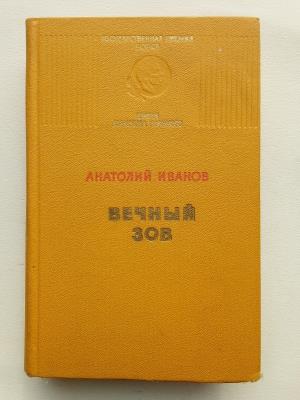 ГОСУДАРСТВЕННАЯ ПРЕМИЯ
СССР
АНАТОЛИЙ ИВАНОВ
ВЕЧНЫЙ
ЗОВ